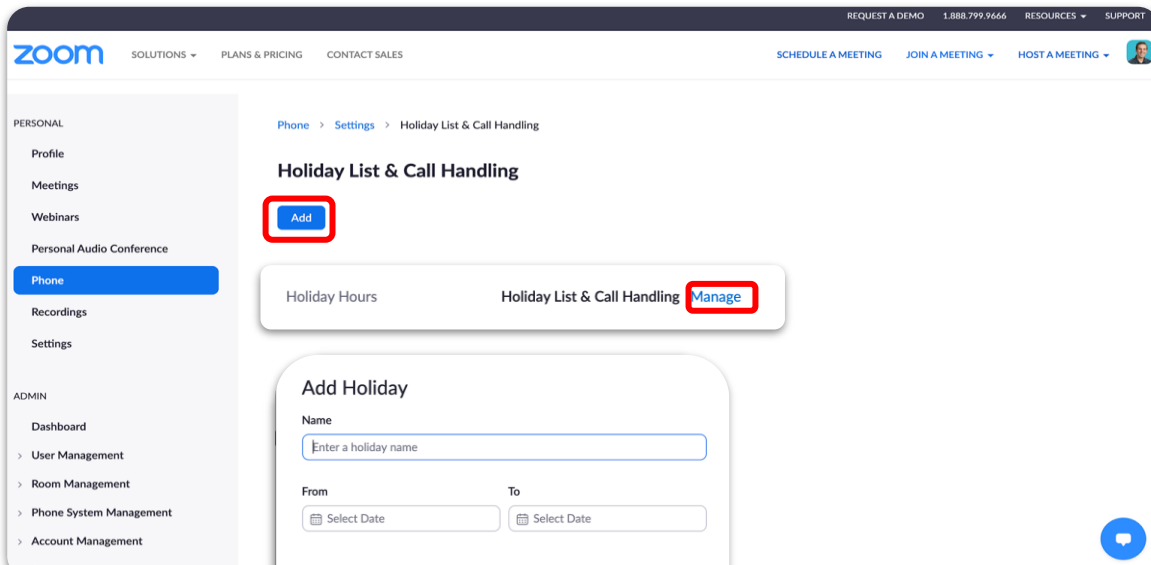 REQUEST A DEMO 1.888.799.9666 RESOURCES SUPPORT
zoom SOLUTIONS PLANS & PRICING CONTACT SALES SCHEDULE A MEETING JOIN A MEETING HOST A MEETING
PERSONAL
Profile
Meetings
Webinars
Personal Audio Conference
Phone
Recordings
Settings
ADMIN
Dashboard
> User Management
> Room Management
> Phone System Management
> Account Management
Phone > Settings > Holiday List & Call Handling
Holiday List & Call Handling
Add
Holiday Hours Holiday List & Call Handling Manage
Add Holiday
Name
Enter a holiday name
From To
Select Date Select Date